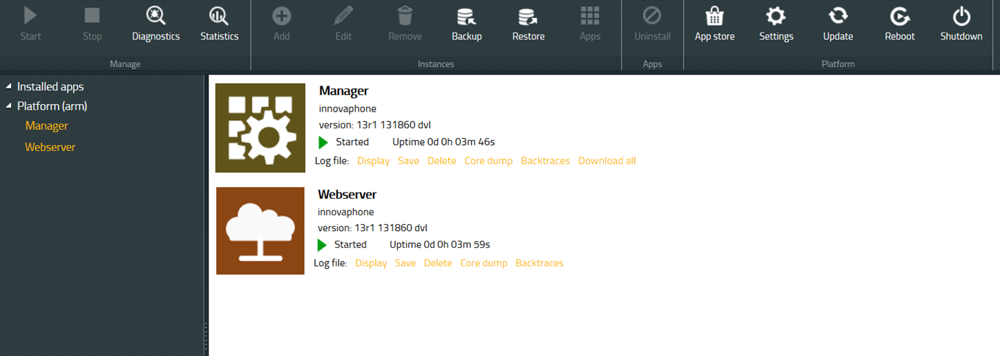 Start Stop Diagnostics Statistics Add Edit Remove Backup Restore Apps Uninstall App store Settings Update Reboot Shutdown
Manage Instances Apps Platform
Installed apps
Platform (arm)
Manager
Webserver
Manager
innovaphone
version: 13r1 131860 dvl
Started Uptime 0d 0h 03m 46s
Log file: Display Save Delete Core dump Backtraces Download all
Webserver
innovaphone
version: 13r1 131860 dvl
Started Uptime 0d 0h 03m 59s
Log file: Display Save Delete Core dump Backtraces